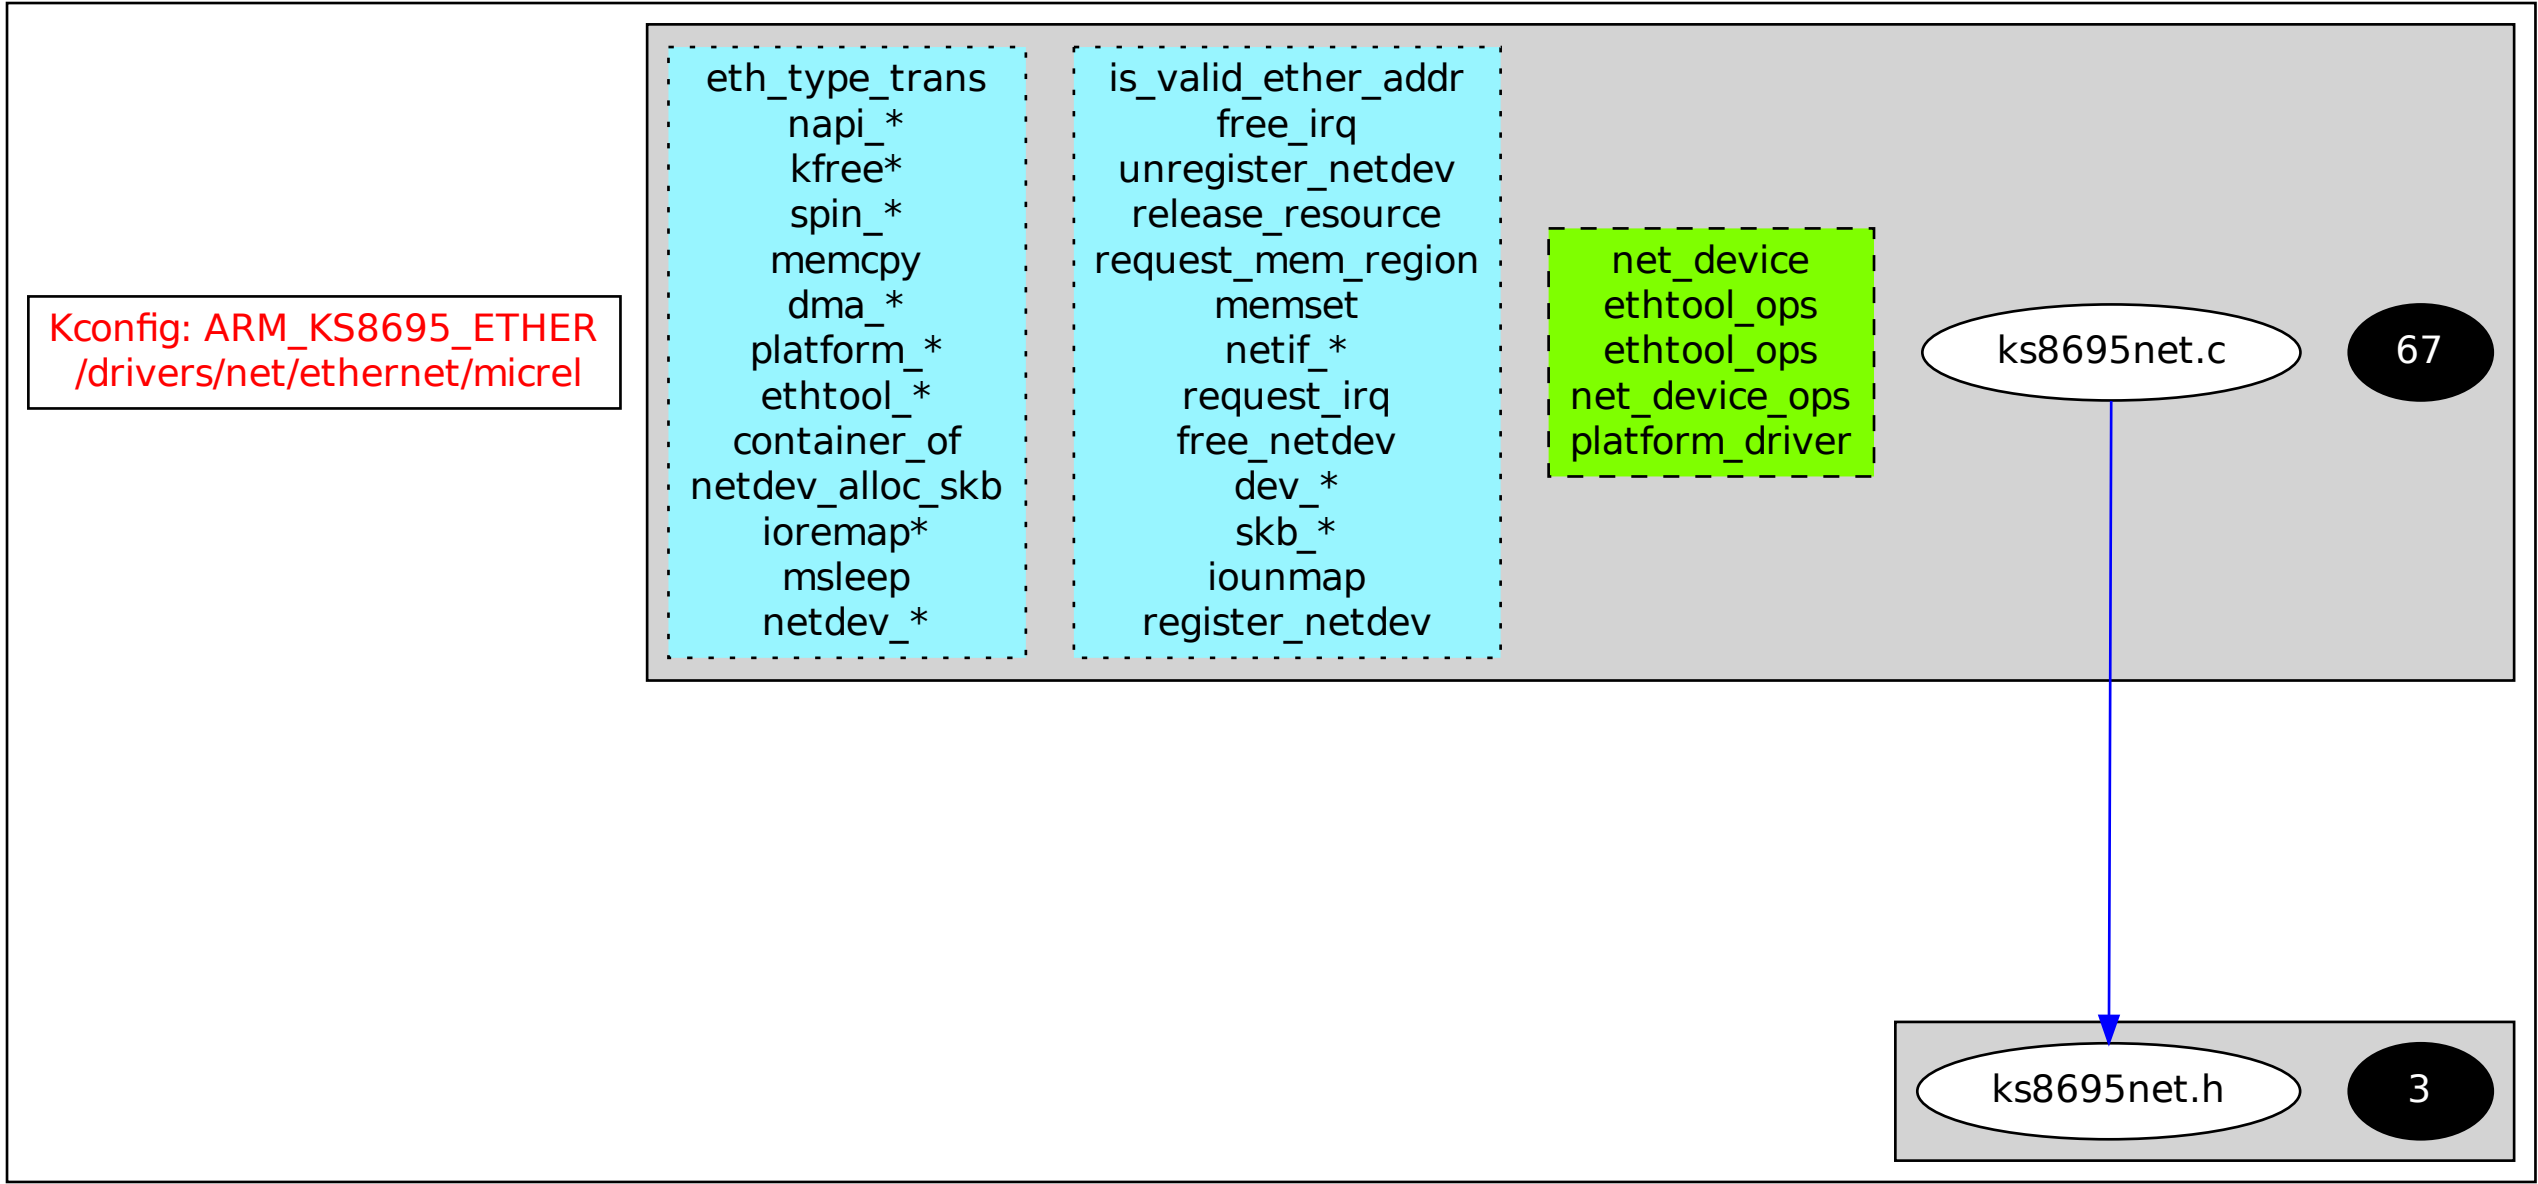 Kconfig: ARM_KS8695_ETHER
/drivers/net/ethernet/micrel
eth_type_trans
napi_*
kfree*
spin_*
memcpy
dma_*
platform_*
ethtool_*
container_of
netdev_alloc_skb
ioremap*
msleep
netdev_*
is_valid_ether_addr
free_irq
unregister_netdev
release_resource
request_mem_region
memset
netif_*
request_irq
free_netdev
dev_*
skb_*
iounmap
register_netdev
net_device
ethtool_ops
ethtool_ops
net_device_ops
platform_driver
ks8695net.c
67
ks8695net.h
3